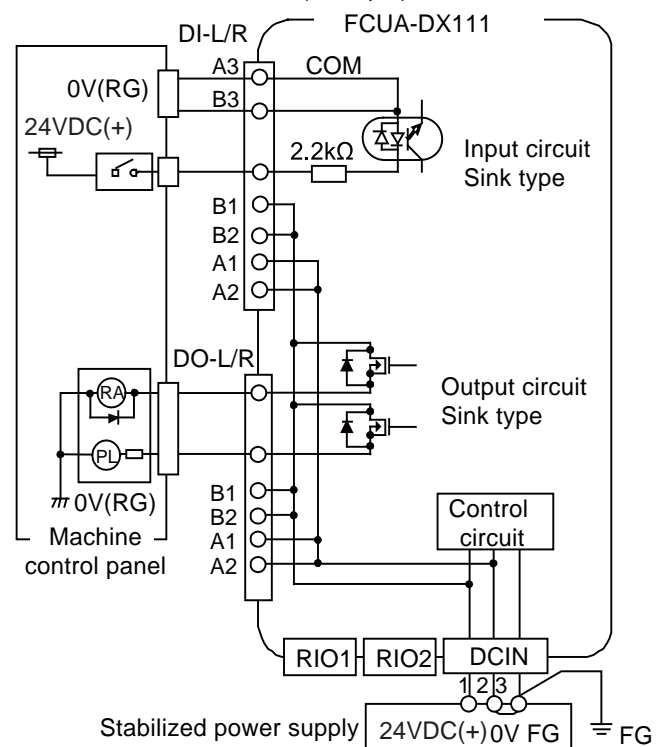 FCUA-DX111
DI-L/R
A3
COM
0V(RG)
B3
24VDC(+)
2.2kΩ
Input circuit
Sink type
B1
B2
A1
A2
DO-L/R
RA
Output circuit
Sink type
PL
0V(RG)
B1
B2
A1
A2
Machine
control panel
Control
circuit
RIO1
RIO2
DCIN
1 2 3
Stabilized power supply
24VDC(+) 0V FG
FG